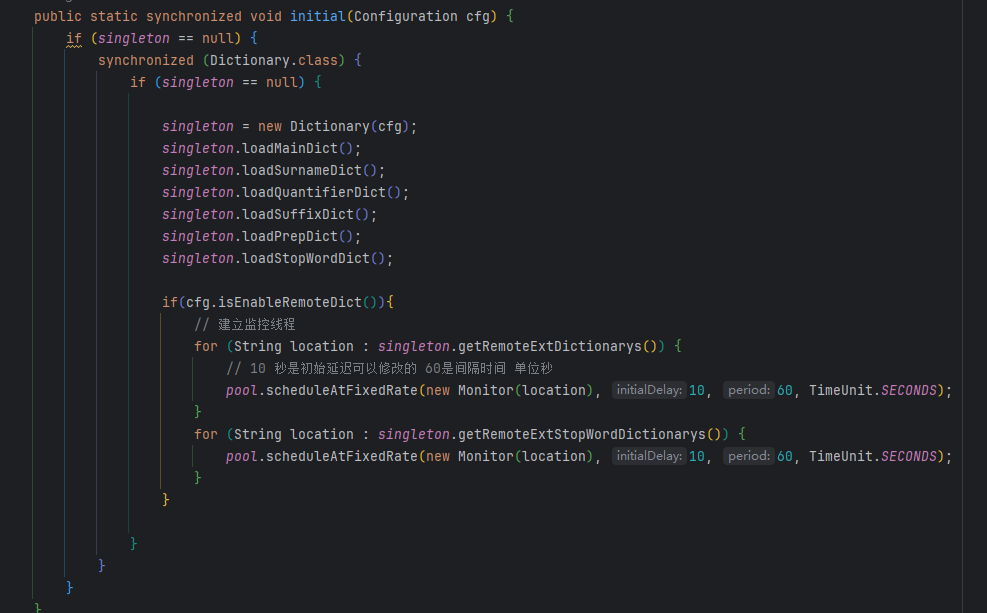 public static synchronized void initial(Configuration cfg) {
if (singleton == null) {
synchronized (Dictionary.class) {
if (singleton == null) {
singleton = new Dictionary(cfg);
singleton.loadMainDict();
singleton.loadSurnameDict();
singleton.loadQuantifierDict();
singleton.loadSuffixDict();
singleton.loadPrepDict();
singleton.loadStopWordDict();
if(cfg.isEnableRemoteDict()){
// 建立监控线程
for (String location : singleton.getRemoteExtDictionarys()) {
// 10 秒是初始延迟可以修改的 60是间隔时间 单位秒
pool.scheduleAtFixedRate(new Monitor(location), initialDelay: 10, period: 60, TimeUnit.SECONDS);
}
for (String location : singleton.getRemoteExtStopWordDictionarys()) {
pool.scheduleAtFixedRate(new Monitor(location), initialDelay: 10, period: 60, TimeUnit.SECONDS);
}
}
}
}
}
}